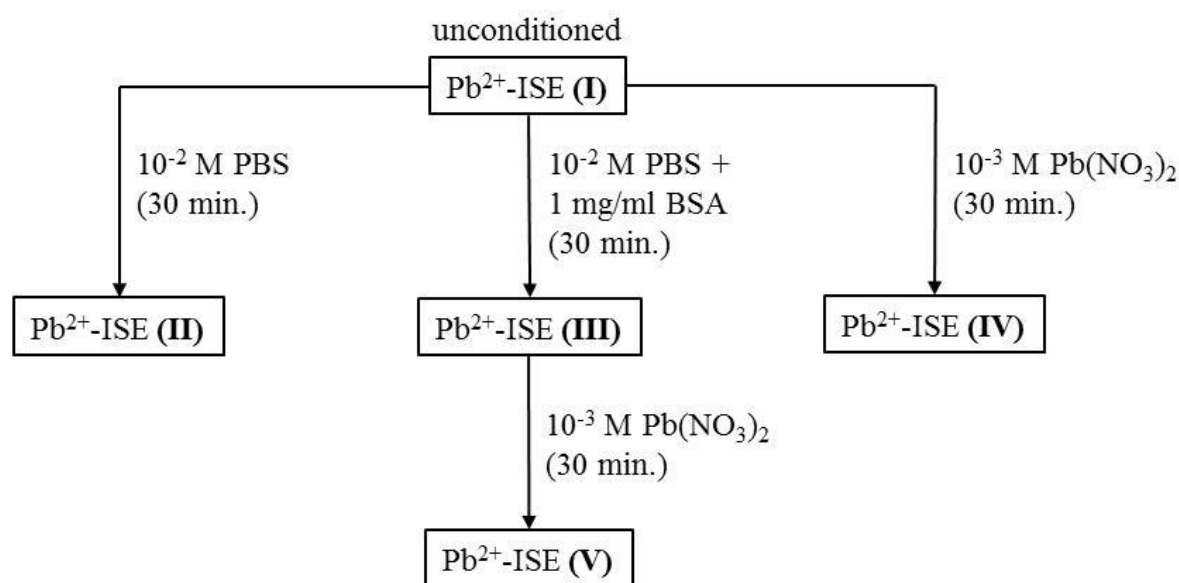 unconditioned
Pb²⁺-ISE (I)
10⁻² M PBS
(30 min.)
10⁻² M PBS +
1 mg/ml BSA
(30 min.)
10⁻³ M Pb(NO₃)₂
(30 min.)
Pb²⁺-ISE (II)
Pb²⁺-ISE (III)
Pb²⁺-ISE (IV)
10⁻³ M Pb(NO₃)₂
(30 min.)
Pb²⁺-ISE (V)